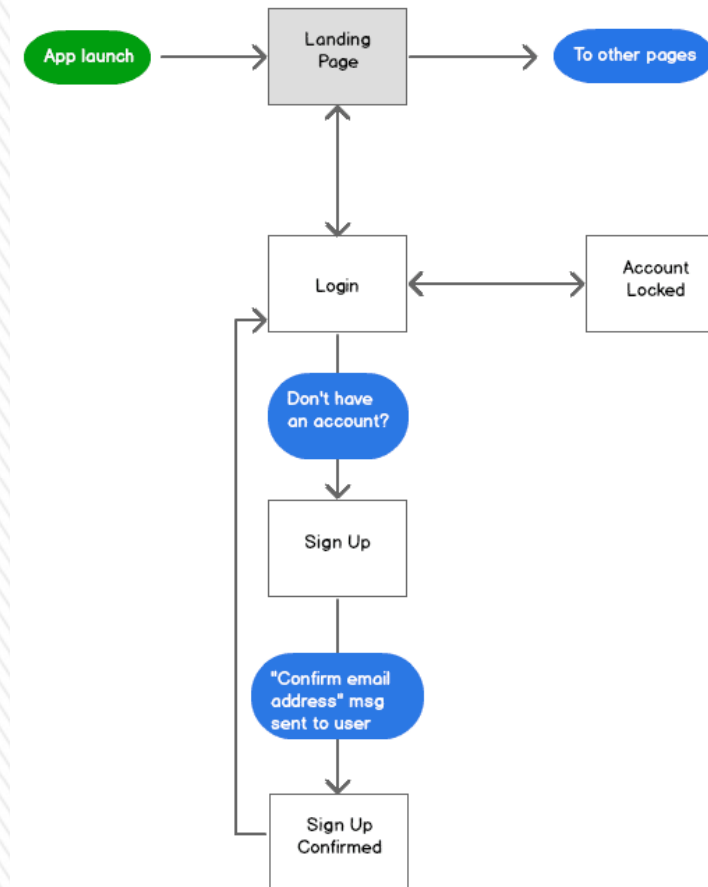 App launch
Landing
Page
To other pages
Login
Account
Locked
Don't have
an account?
Sign Up
"Confirm email
address" msg
sent to user
Sign Up
Confirmed